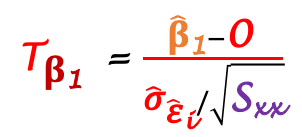 T_β₁ = (β̂₁ − 0) / (σ̂_ε̂ᵢ / √Sₓₓ)